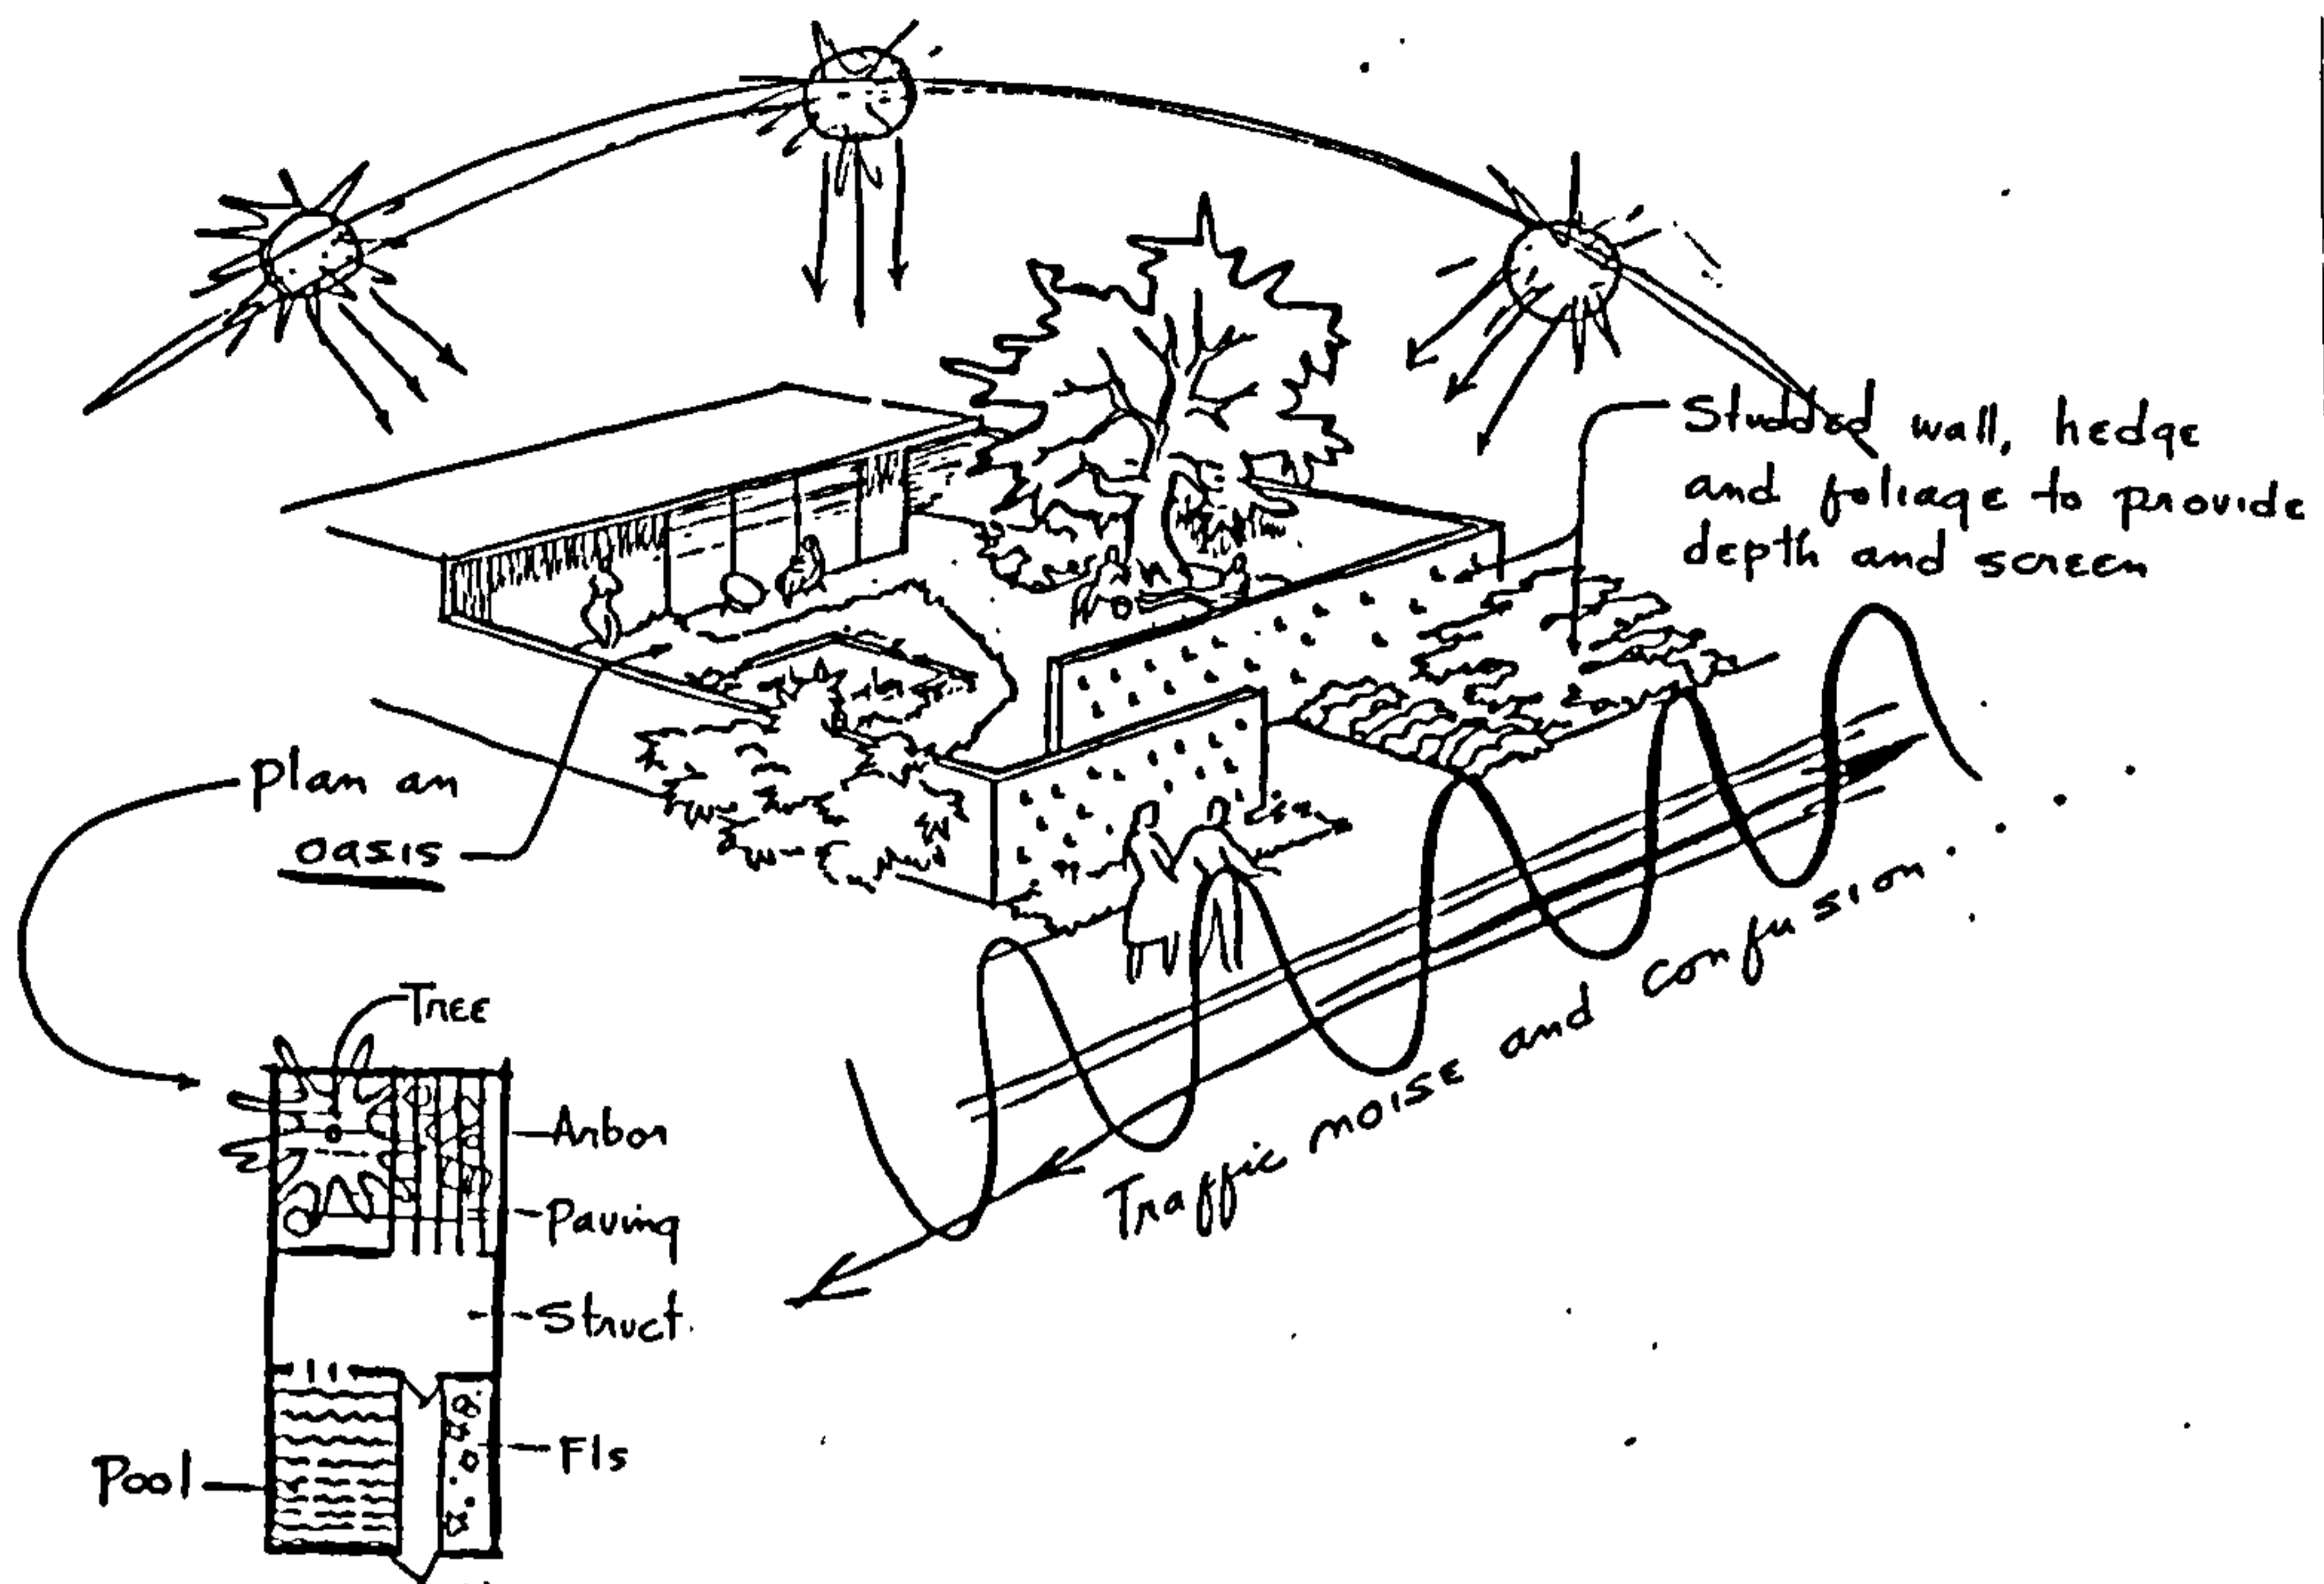 Studded wall, hedge
and foliage to provide
depth and screen
Plan an
oasis
Traffic noise and confusion
Tree
Arbor
Paving
Struct.
Fls
Pool